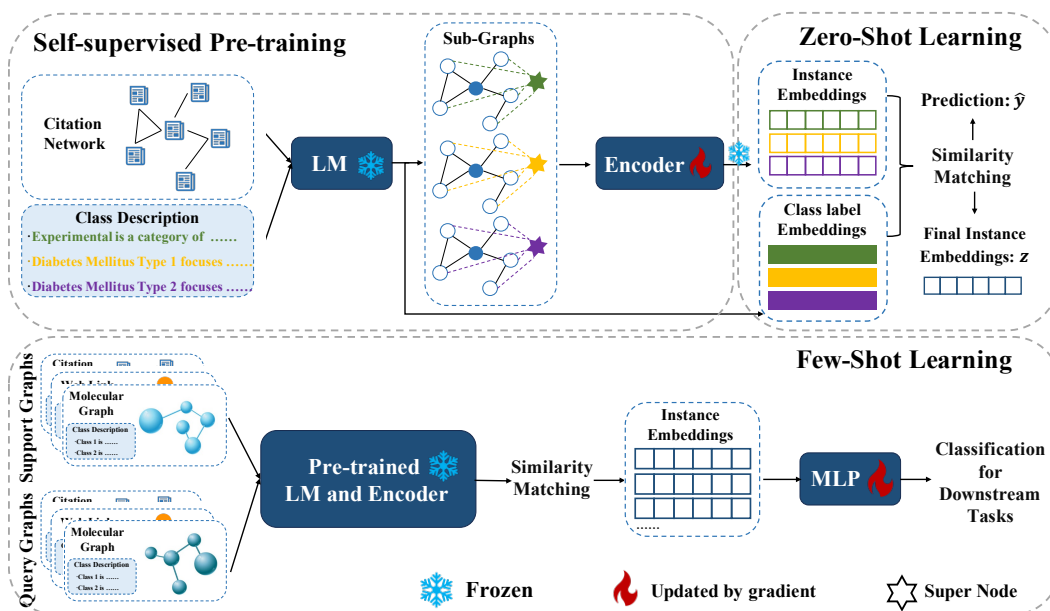 Self-supervised Pre-training
Citation
Network
Class Description
·Experimental is a category of ……
·Diabetes Mellitus Type 1 focuses ……
·Diabetes Mellitus Type 2 focuses ……
LM
Sub-Graphs
Encoder
Zero-Shot Learning
Instance
Embeddings
Class label
Embeddings
Prediction: ŷ
Similarity
Matching
Final Instance
Embeddings: z
Few-Shot Learning
Support Graphs
Citation
Web Link
Molecular
Graph
Class Description
·Class 1 is ……
·Class 2 is ……
Query Graphs
Citation
Web Link
Molecular
Graph
Class Description
·Class 1 is ……
·Class 2 is ……
Pre-trained
LM and Encoder
Similarity
Matching
Instance
Embeddings
……
MLP
Classification
for
Downstream
Tasks
Frozen
Updated by gradient
Super Node